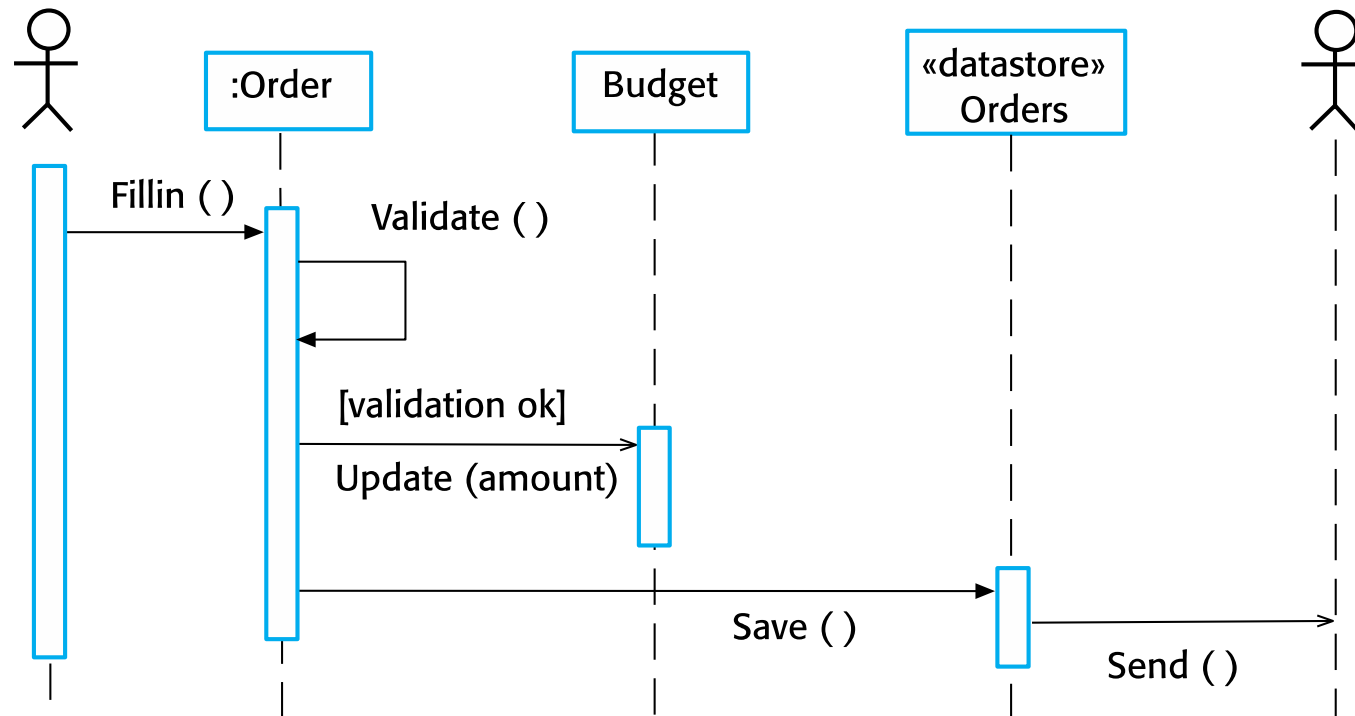 :Order
Budget
«datastore»
Orders
Fillin ( )
Validate ( )
[validation ok]
Update (amount)
Save ( )
Send ( )